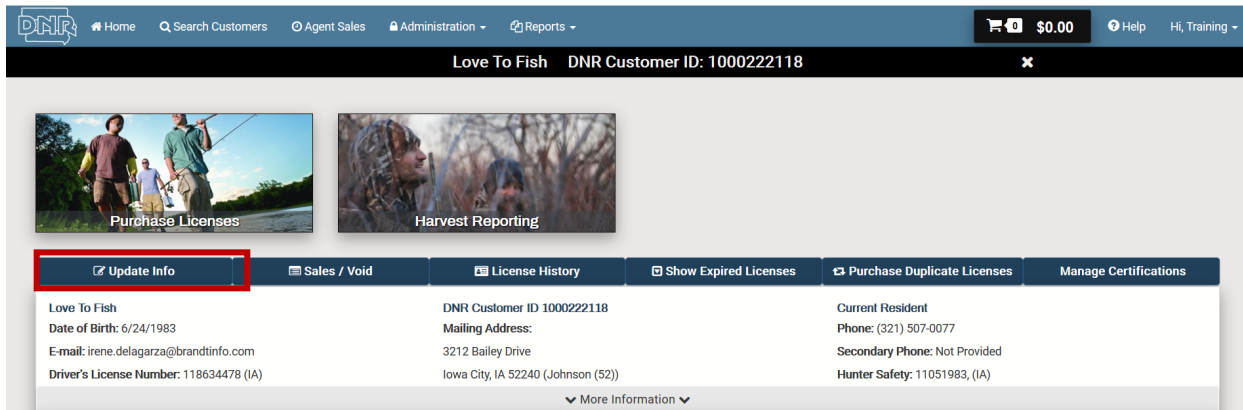 DNR Home Search Customers Agent Sales Administration Reports 0 $0.00 Help Hi, Training
Love To Fish DNR Customer ID: 1000222118
Purchase Licenses Harvest Reporting
Update Info Sales / Void License History Show Expired Licenses Purchase Duplicate Licenses Manage Certifications
Love To Fish DNR Customer ID 1000222118 Current Resident
Date of Birth: 6/24/1983 Mailing Address: Phone: (321) 507-0077
E-mail: irene.delagarza@brandtinfo.com 3212 Bailey Drive Secondary Phone: Not Provided
Driver's License Number: 118634478 (IA) Iowa City, IA 52240 (Johnson (52)) Hunter Safety: 11051983, (IA)
More Information